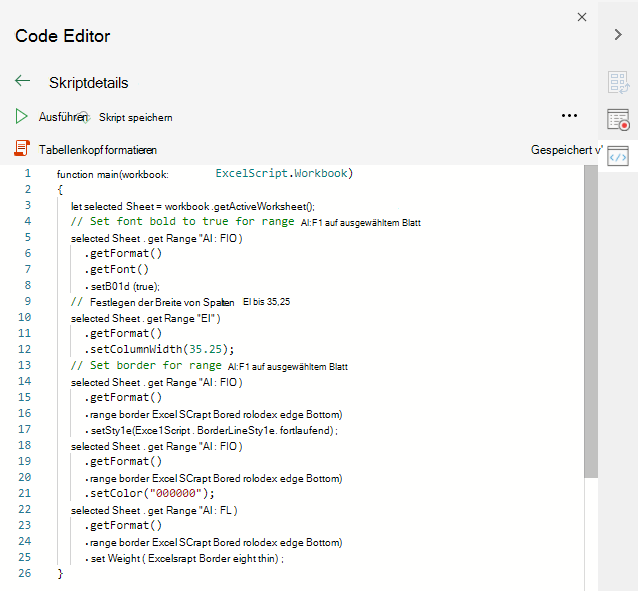 Code Editor
Skriptdetails
Ausführen Skript speichern
Tabellenkopf formatieren Gespeichert v'
1 function main(workbook: ExcelScript.Workbook)
2 {
3 let selected Sheet = workbook .getActiveWorksheet();
4 // Set font bold to true for range AI:F1 auf ausgewähltem Blatt
5 selected Sheet . get Range "AI : FIO )
6 .getFormat()
7 .getFont()
8 . setB01d (true);
9 // Festlegen der Breite von Spalten EI bis 35,25
10 selected Sheet . get Range "EI" )
11 .getFormat()
12 .setColumnWidth(35.25);
13 // Set border for range AI:F1 auf ausgewähltem Blatt
14 selected Sheet . get Range "AI : FIO )
15 .getFormat()
16 . range border Excel SCrapt Bored rolodex edge Bottom)
17 . setSty1e(Exce1Script . BorderLineSty1e. fortlaufend) ;
18 selected Sheet . get Range "AI : FIO )
19 .getFormat()
20 . range border Excel SCrapt Bored rolodex edge Bottom)
21 .setColor("000000");
22 selected Sheet . get Range "AI : FL )
23 .getFormat()
24 . range border Excel SCrapt Bored rolodex edge Bottom)
25 . set Weight ( Excelsrapt Border eight thin) ;
26 }